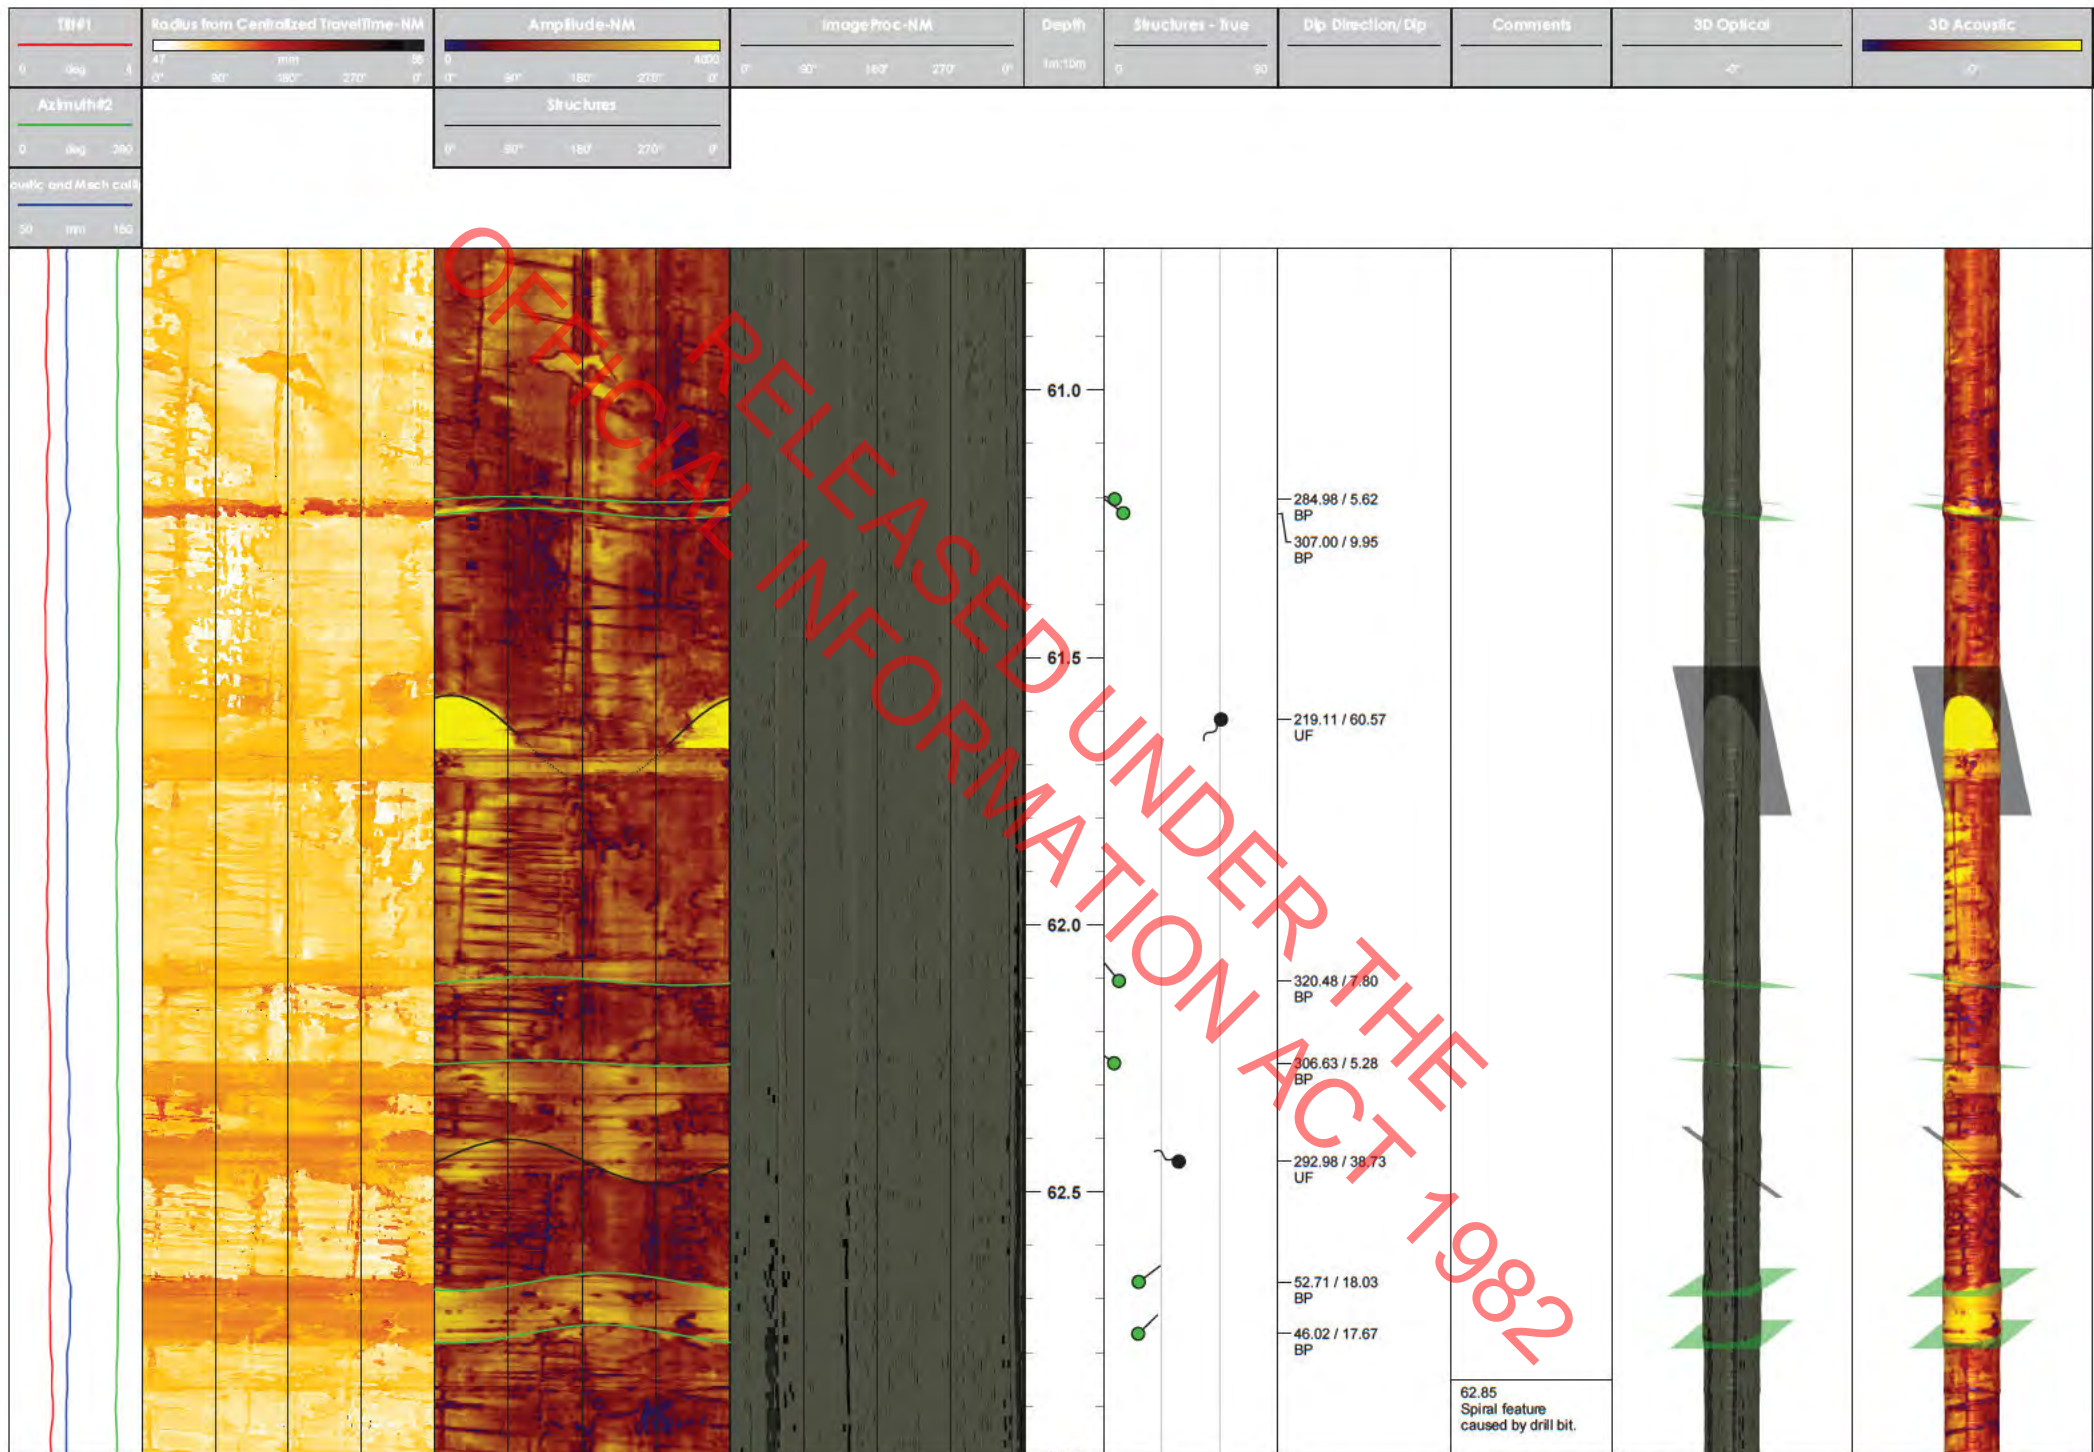 Tilt#1
0 deg 4
Azimuth#2
0 deg 360
50 mm 150
Radius from Centralized TravelTime-NM
47 mm 55
0° 90° 180° 270° 0°
Amplitude-NM
0 4000
0° 90° 180° 270° 0°
Structures
0° 90° 180° 270° 0°
ImageProc-NM
0° 90° 180° 270° 0°
Depth
1m:10m
Structures - True
0 90
Dip Direction/Dip
Comments
3D Optical
-0°
3D Acoustic
-0°
61.0
61.5
62.0
62.5
284.98 / 5.62
BP
307.00 / 9.95
BP
219.11 / 60.57
UF
320.48 / 7.80
BP
306.63 / 5.28
BP
292.98 / 38.73
UF
52.71 / 18.03
BP
46.02 / 17.67
BP
62.85
Spiral feature
caused by drill bit.
RELEASED UNDER THE
OFFICIAL INFORMATION ACT 1982